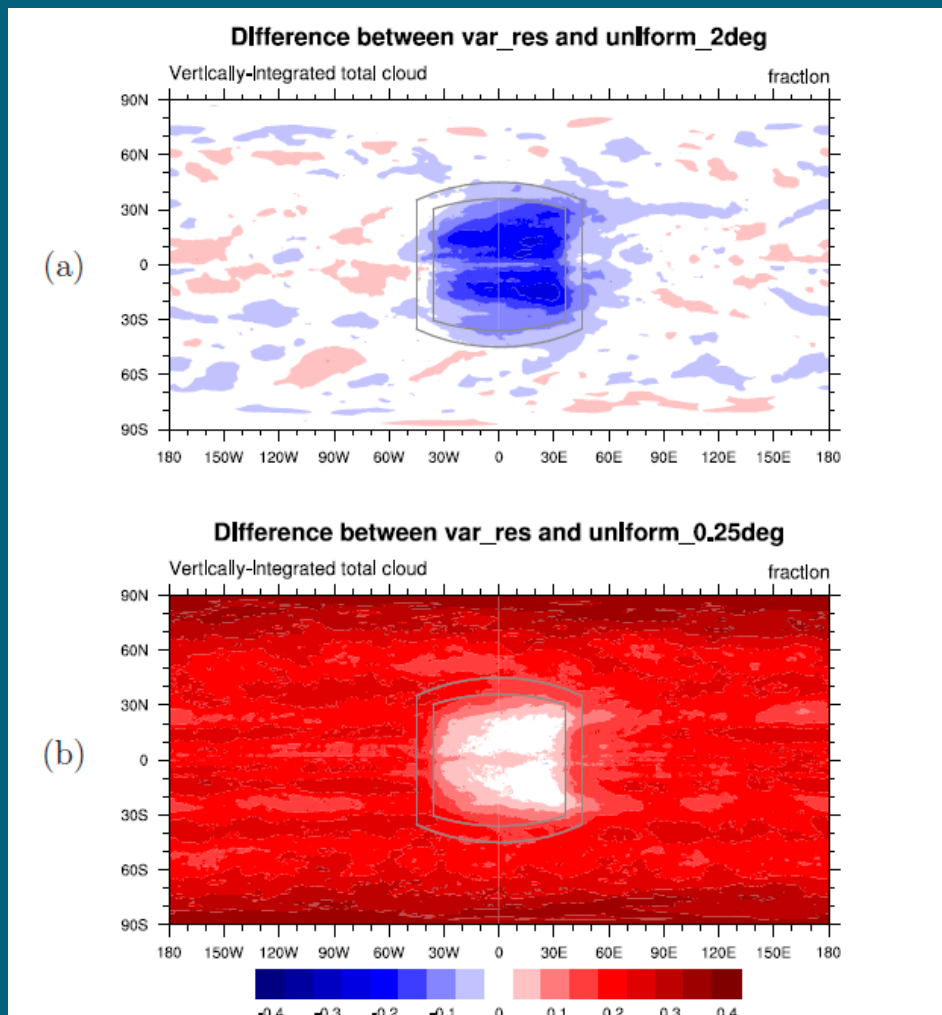 Difference between var_res and uniform_2deg
Vertically-integrated total cloud fraction
90N
60N
30N
(a) 0
30S
60S
90S
180 150W 120W 90W 60W 30W 0 30E 60E 90E 120E 150E 180
Difference between var_res and uniform_0.25deg
Vertically-integrated total cloud fraction
90N
60N
30N
(b) 0
30S
60S
90S
180 150W 120W 90W 60W 30W 0 30E 60E 90E 120E 150E 180
-0.4 -0.3 -0.2 -0.1 0 0.1 0.2 0.3 0.4